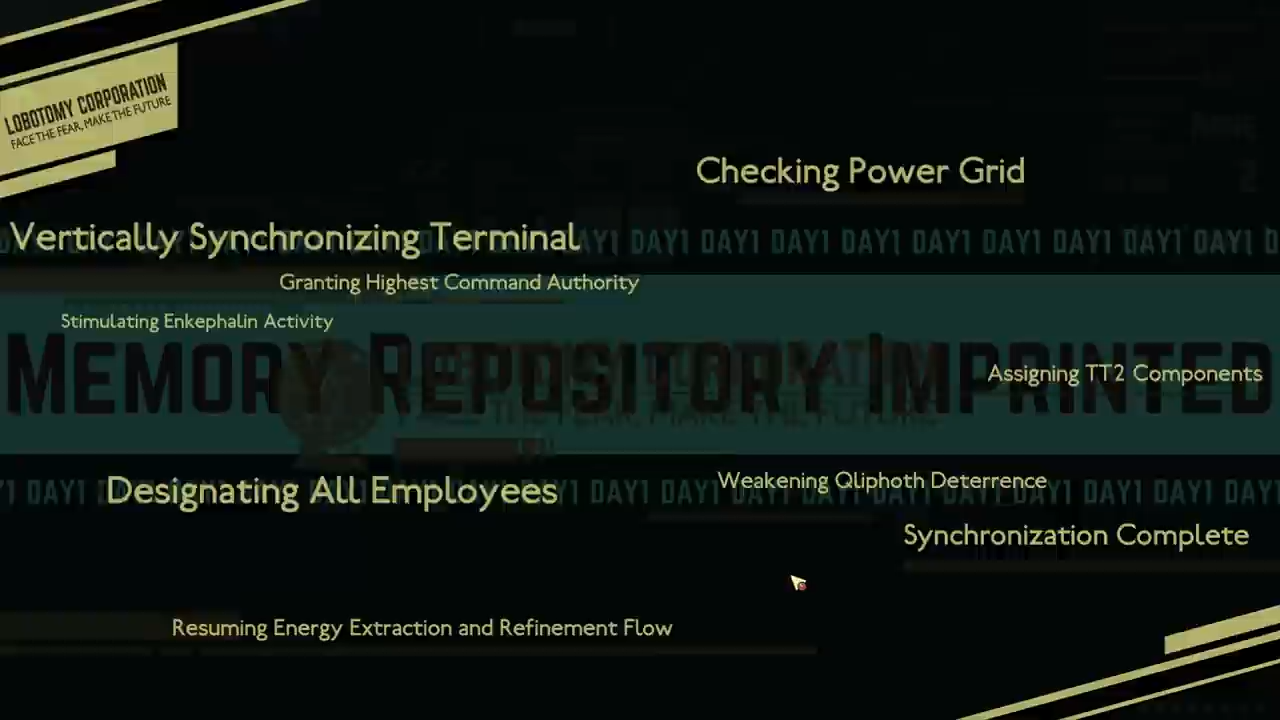 LOBOTOMY CORPORATION
FACE THE FEAR, MAKE THE FUTURE
Checking Power Grid
Vertically Synchronizing Terminal
DAY1 DAY1 DAY1 DAY1 DAY1 DAY1 DAY1 DAY1 DAY1
Granting Highest Command Authority
Stimulating Enkephalin Activity
MEMORY REPOSITORY IMPRINTED
Assigning TT2 Components
Weakening Qliphoth Deterrence
Designating All Employees
DAY1 DAY1 DAY1 DAY1 DAY1 DAY1 DAY1
Synchronization Complete
Resuming Energy Extraction and Refinement Flow